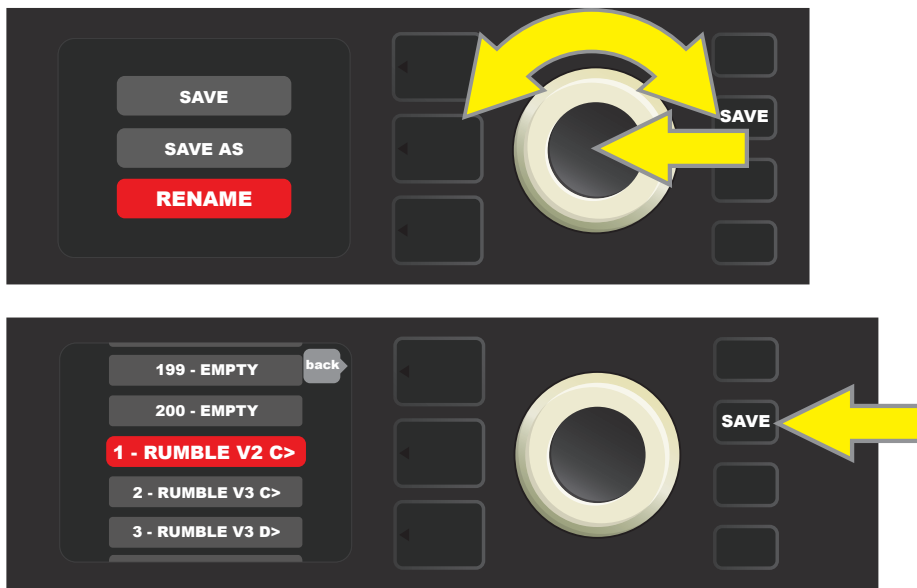 SAVE
SAVE AS
RENAME
SAVE
199 - EMPTY
back
200 - EMPTY
1 - RUMBLE V2 C>
2 - RUMBLE V3 C>
3 - RUMBLE V3 D>
SAVE